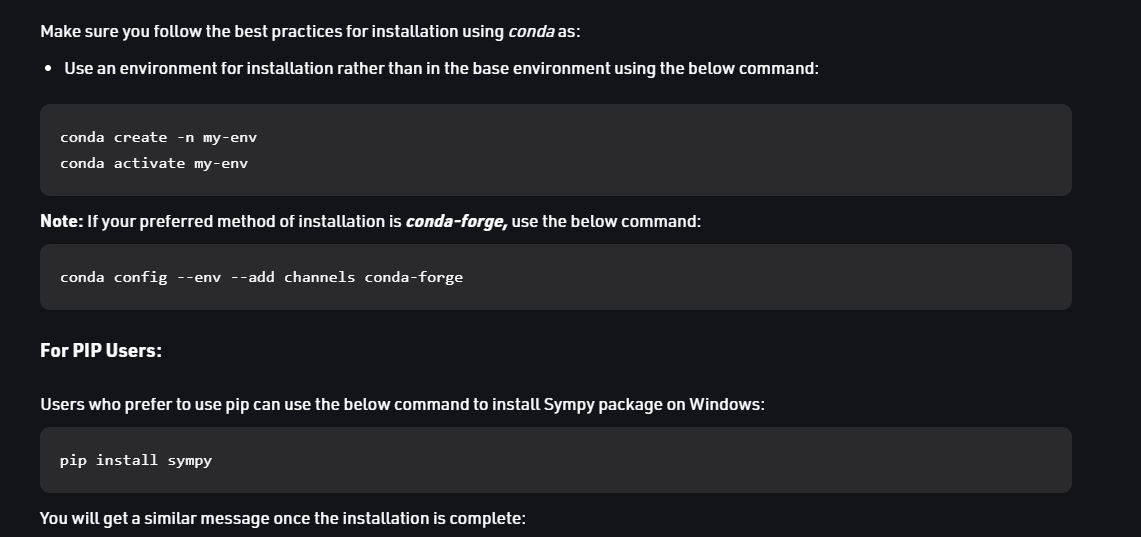 Make sure you follow the best practices for installation using conda as:
• Use an environment for installation rather than in the base environment using the below command:
conda create -n my-env
conda activate my-env
Note: If your preferred method of installation is conda-forge, use the below command:
conda config --env --add channels conda-forge
For PIP Users:
Users who prefer to use pip can use the below command to install Sympy package on Windows:
pip install sympy
You will get a similar message once the installation is complete: